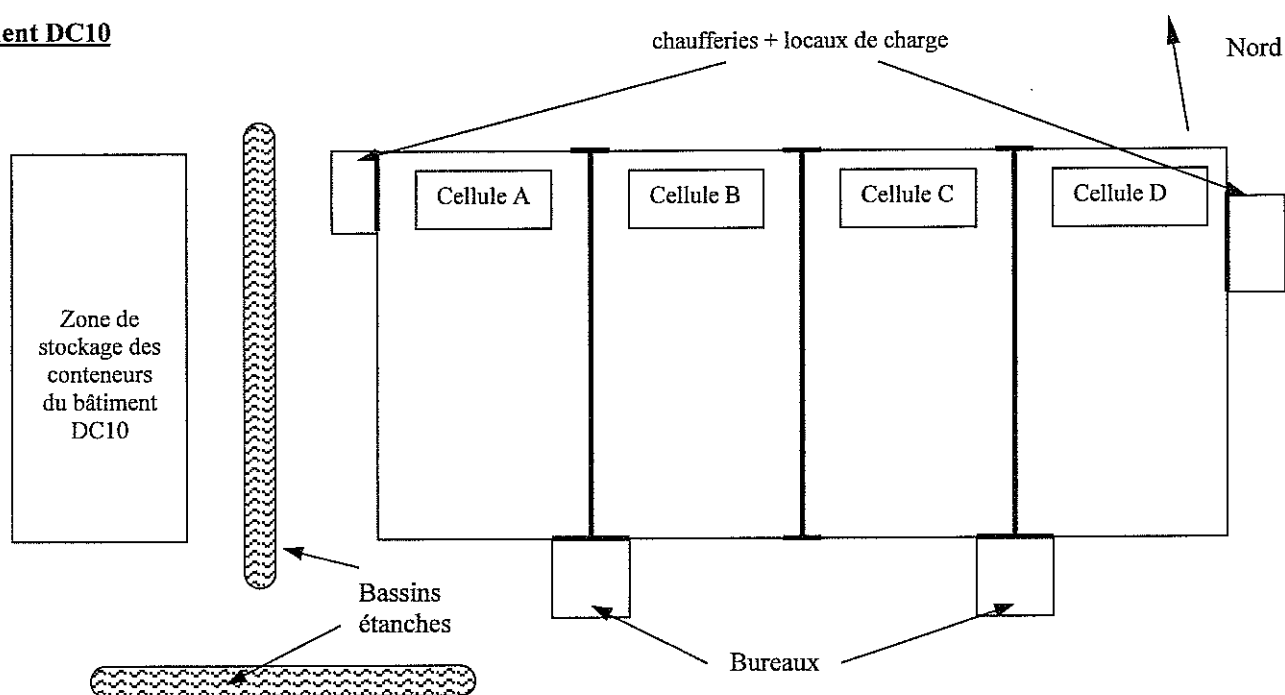 ent DC10
chaufferies + locaux de charge
Nord
Cellule A
Cellule B
Cellule C
Cellule D
Zone de
stockage des
conteneurs
du bâtiment
DC10
Bassins
étanches
Bureaux